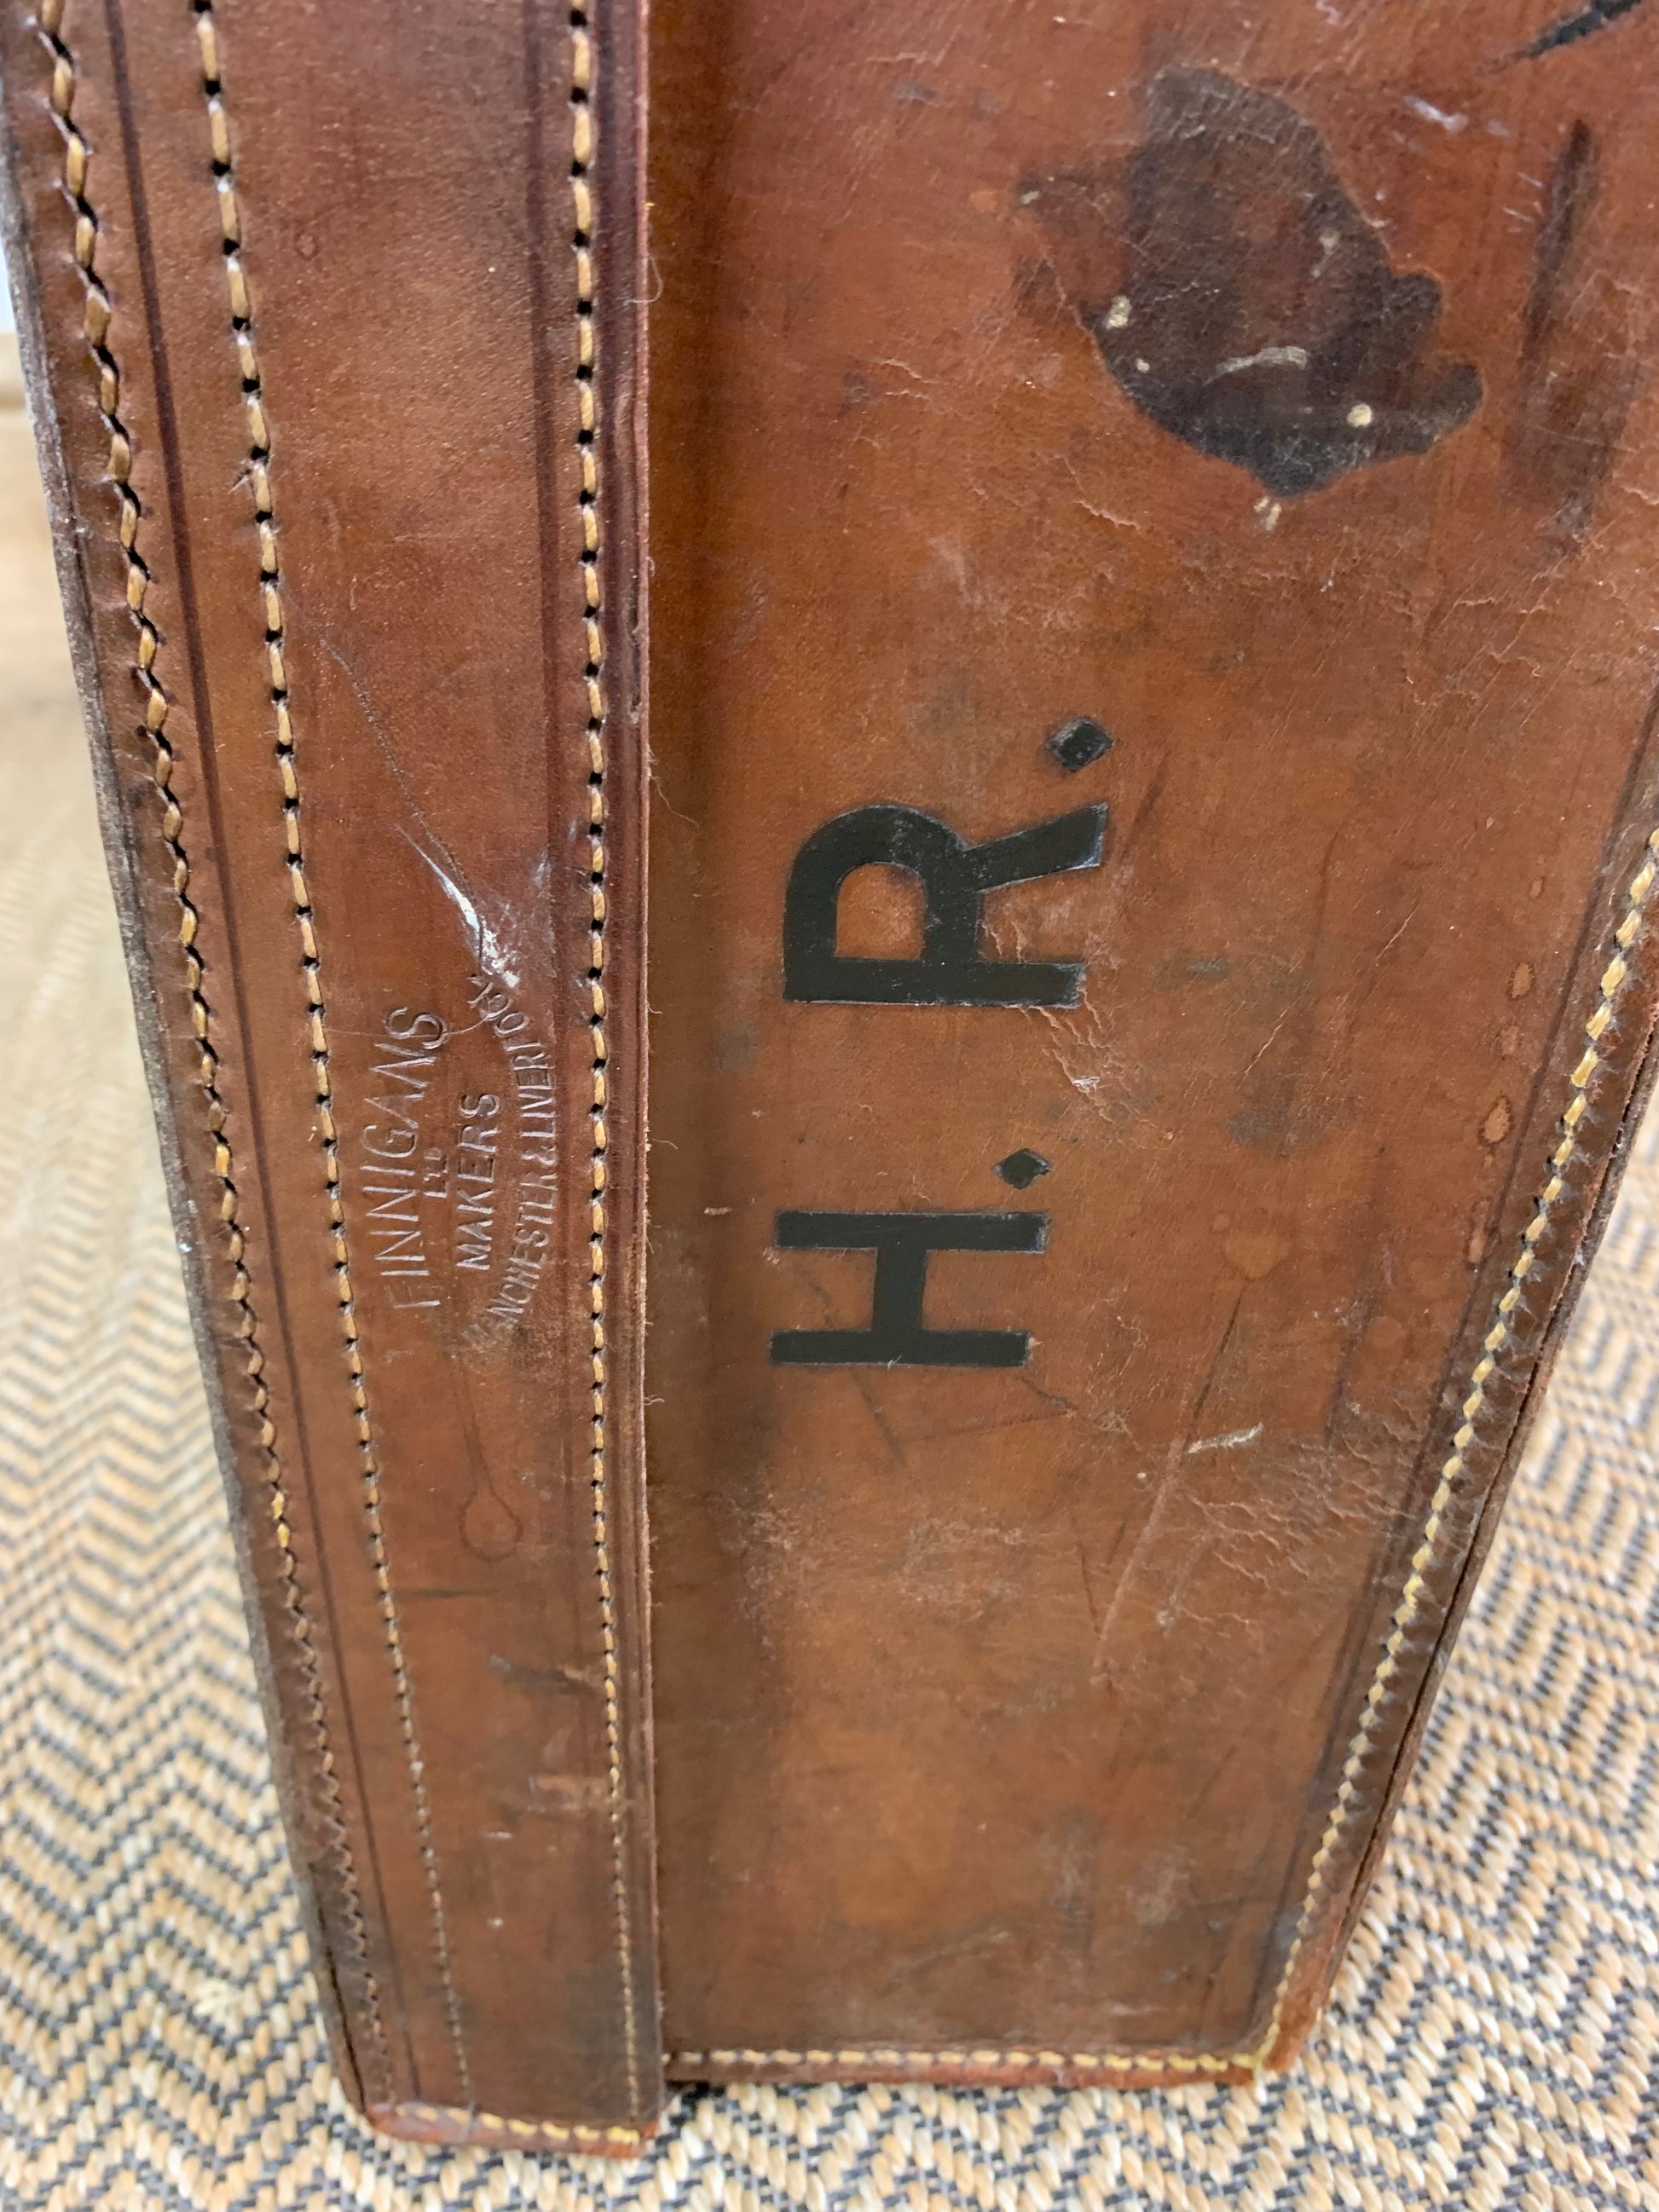 FINNIGANS
LTD
MAKERS
MANCHESTER & LIVERPOOL
H. R.